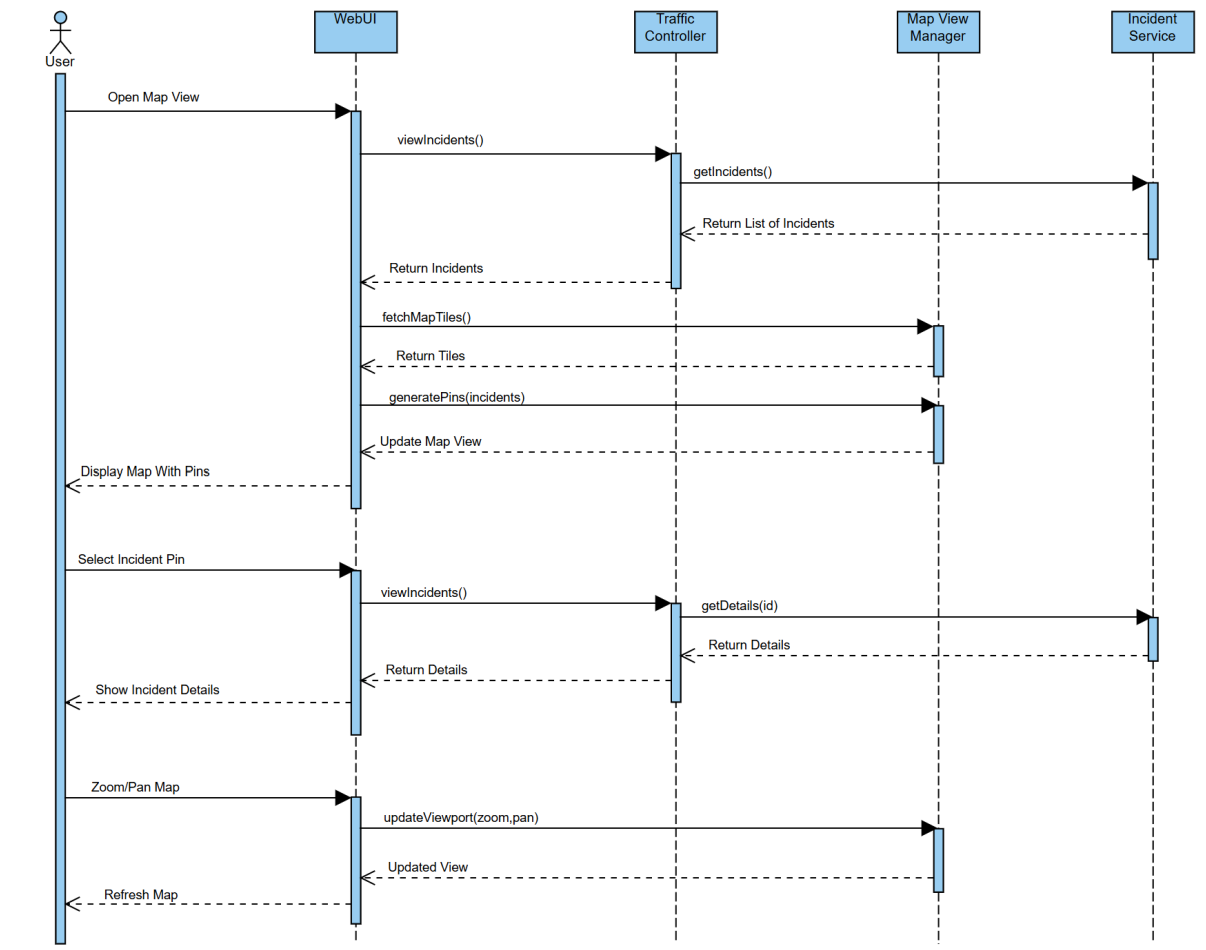 WebUI
Traffic
Controller
Map View
Manager
Incident
Service
User
Open Map View
viewIncidents()
getIncidents()
Return List of Incidents
Return Incidents
fetchMapTiles()
Return Tiles
generatePins(incidents)
Update Map View
Display Map With Pins
Select Incident Pin
viewIncidents()
getDetails(id)
Return Details
Return Details
Show Incident Details
Zoom/Pan Map
updateViewport(zoom,pan)
Updated View
Refresh Map